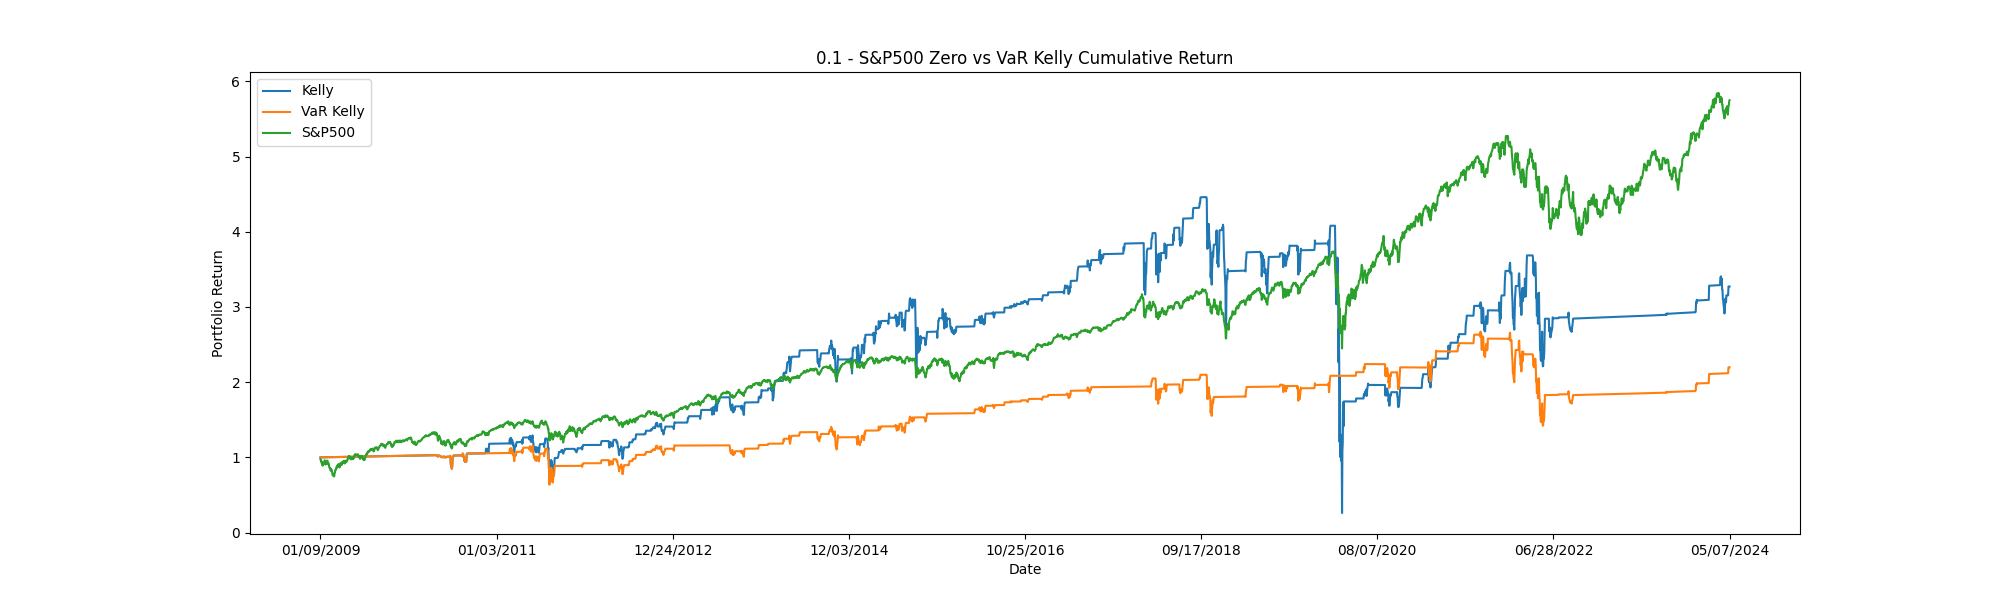 0.1 - S&P500 Zero vs VaR Kelly Cumulative Return
Kelly
VaR Kelly
S&P500
Portfolio Return
6
5
4
3
2
1
0
01/09/2009
01/03/2011
12/24/2012
12/03/2014
10/25/2016
09/17/2018
08/07/2020
06/28/2022
05/07/2024
Date